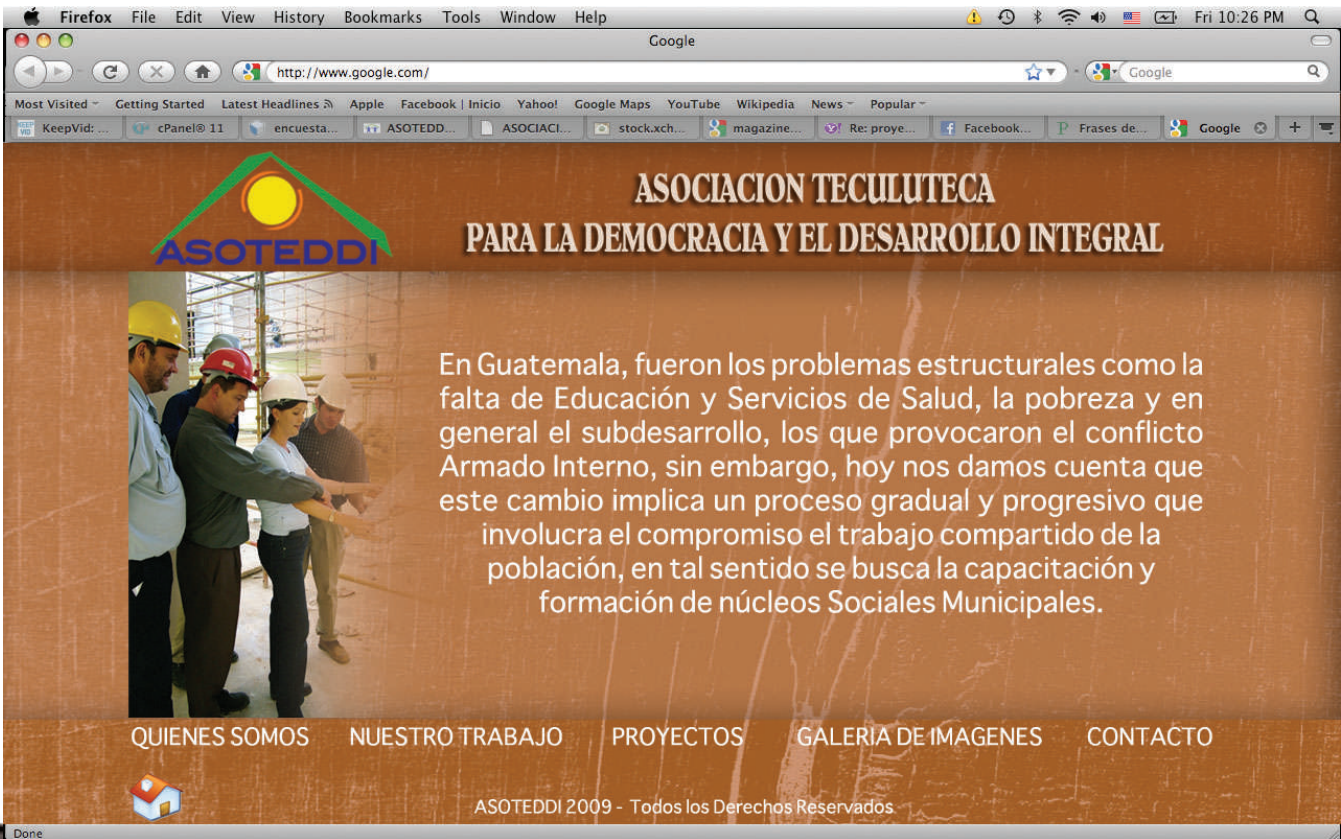 Firefox File Edit View History Bookmarks Tools Window Help Fri 10:26 PM
Google
http://www.google.com/ Google
Most Visited Getting Started Latest Headlines Apple Facebook | Inicio Yahoo! Google Maps YouTube Wikipedia News Popular
KEEP VID KeepVid: ... cPanel® 11 encuesta... ASOTEDD... ASOCIACI... stock.xch... magazine... Re: proye... Facebook... Frases de... Google
ASOTEDDI
ASOCIACION TECULUTECA
PARA LA DEMOCRACIA Y EL DESARROLLO INTEGRAL
En Guatemala, fueron los problemas estructurales como la
falta de Educación y Servicios de Salud, la pobreza y en
general el subdesarrollo, los que provocaron el conflicto
Armado Interno, sin embargo, hoy nos damos cuenta que
este cambio implica un proceso gradual y progresivo que
involucra el compromiso el trabajo compartido de la
población, en tal sentido se busca la capacitación y
formación de núcleos Sociales Municipales.
QUIENES SOMOS NUESTRO TRABAJO PROYECTOS GALERIA DE IMAGENES CONTACTO
ASOTEDDI 2009 - Todos los Derechos Reservados
Done